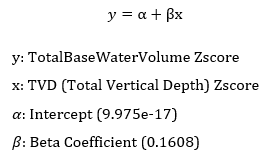 y = α + βx
y: TotalBaseWaterVolume Zscore
x: TVD (Total Vertical Depth) Zscore
α: Intercept (9.975e-17)
β: Beta Coefficient (0.1608)